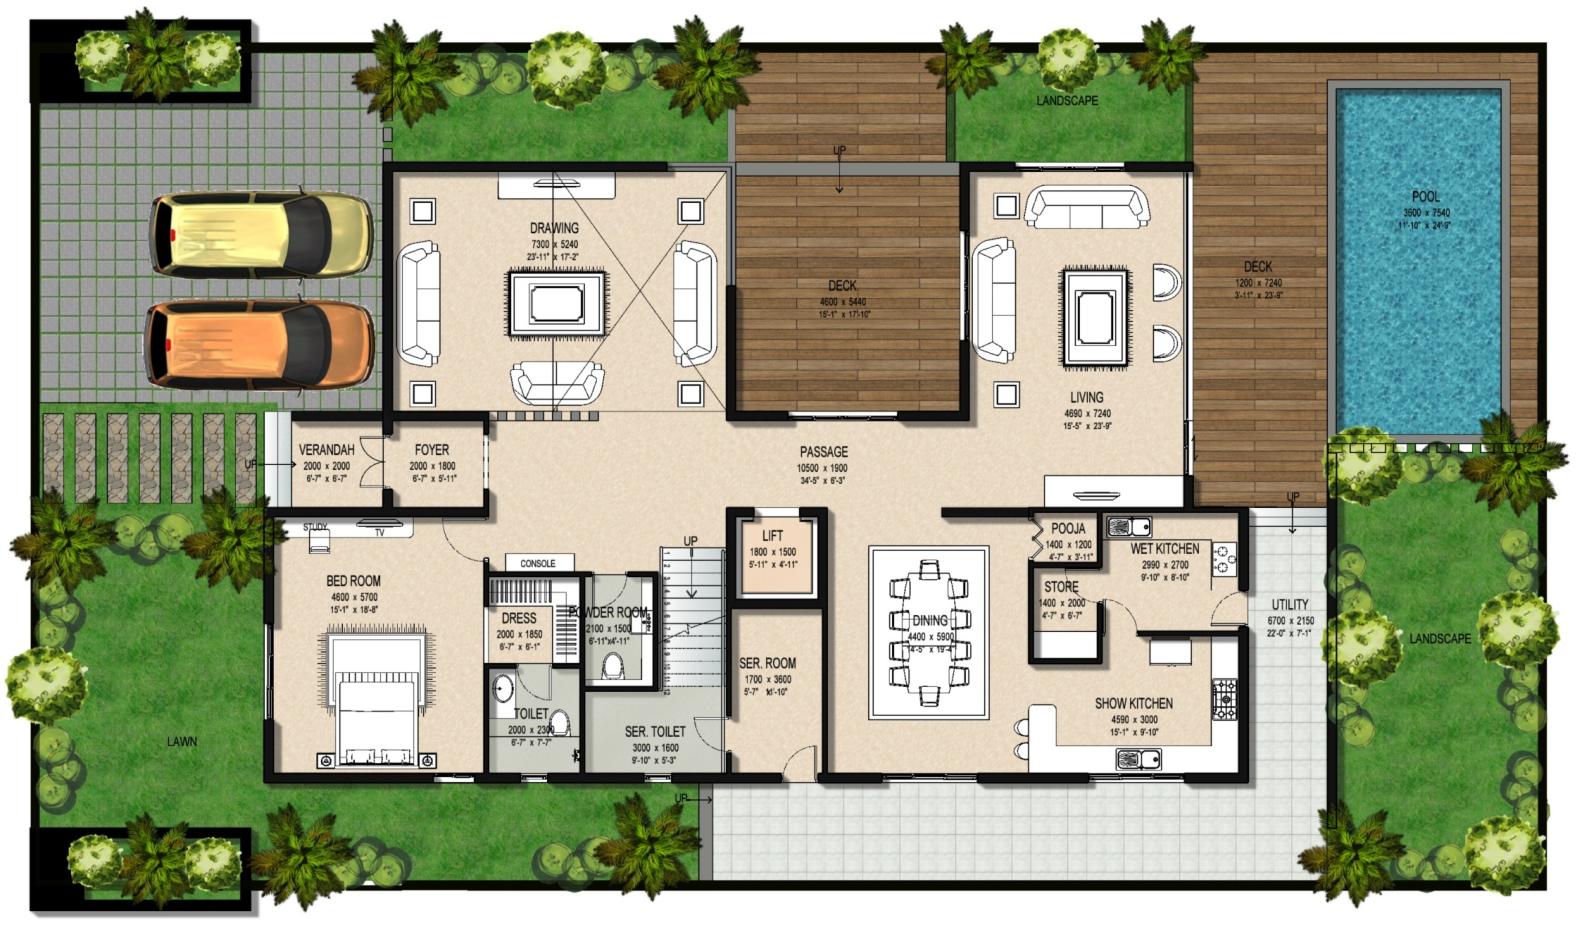 LANDSCAPE
UP
POOL
3600 x 7540
11'-10" x 24'-9"
DRAWING
7300 x 5240
23'-11" x 17'-2"
DECK
4600 x 5440
15'-1" x 17'-10"
DECK
1200 x 7240
3'-11" x 23'-9"
LIVING
4690 x 7240
15'-5" x 23'-9"
UP
VERANDAH
2000 x 2000
6'-7" x 6'-7"
FOYER
2000 x 1800
6'-7" x 5'-11"
PASSAGE
10500 x 1900
34'-5" x 6'-3"
UP
STUDY
TV
UP
LIFT
1800 x 1500
5'-11" x 4'-11"
POOJA
1400 x 1200
4'-7" x 3'-11"
WET KITCHEN
2990 x 2700
9'-10" x 8'-10"
CONSOLE
BED ROOM
4600 x 5700
15'-1" x 18'-8"
DRESS
2000 x 1850
6'-7" x 6'-1"
POWDER ROOM
2100 x 1500
6'-11"x4'-11"
DINING
4400 x 5900
14'-5" x 19'-4"
STORE
1400 x 2000
4'-7" x 6'-7"
UTILITY
6700 x 2150
22'-0" x 7'-1"
LANDSCAPE
SER. ROOM
1700 x 3600
5'-7" x 11'-10"
TOILET
2000 x 2300
6'-7" x 7'-7"
SER. TOILET
3000 x 1600
9'-10" x 5'-3"
SHOW KITCHEN
4590 x 3000
15'-1" x 9'-10"
LAWN
UP